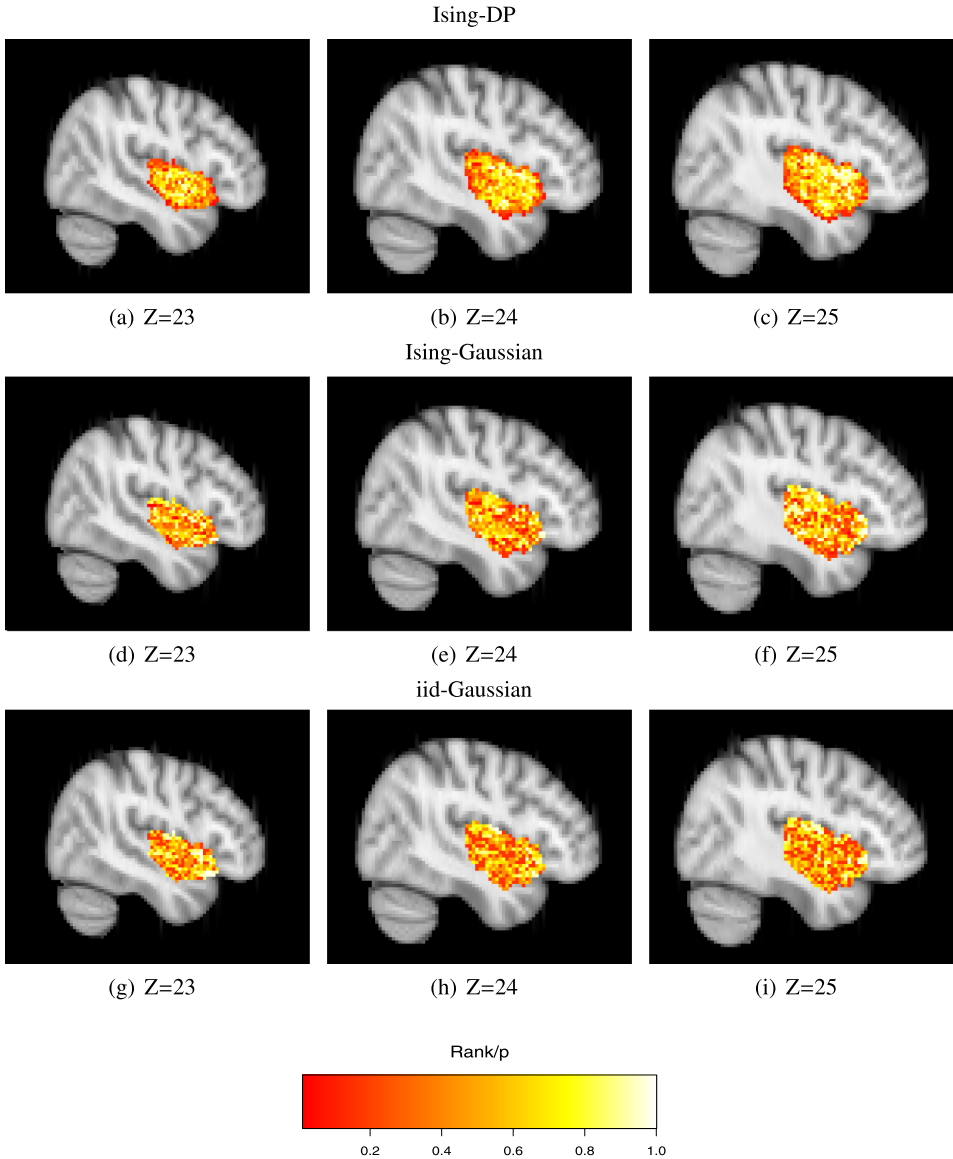 Ising-DP
(a) Z=23
(b) Z=24
(c) Z=25
Ising-Gaussian
(d) Z=23
(e) Z=24
(f) Z=25
iid-Gaussian
(g) Z=23
(h) Z=24
(i) Z=25
Rank/p
0.2 0.4 0.6 0.8 1.0